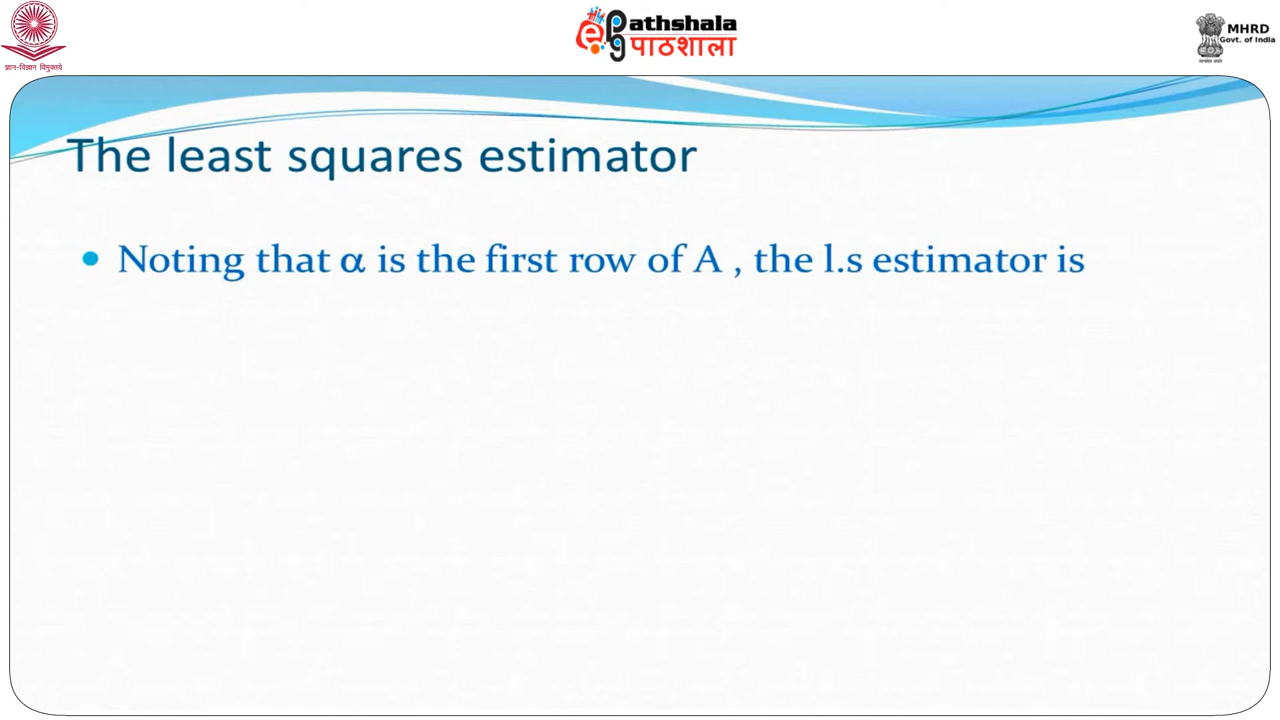 ज्ञान-विज्ञान विमुक्तये
ePathshala
पाठशाला
MHRD
Govt. of India
The least squares estimator
• Noting that α is the first row of A , the l.s estimator is